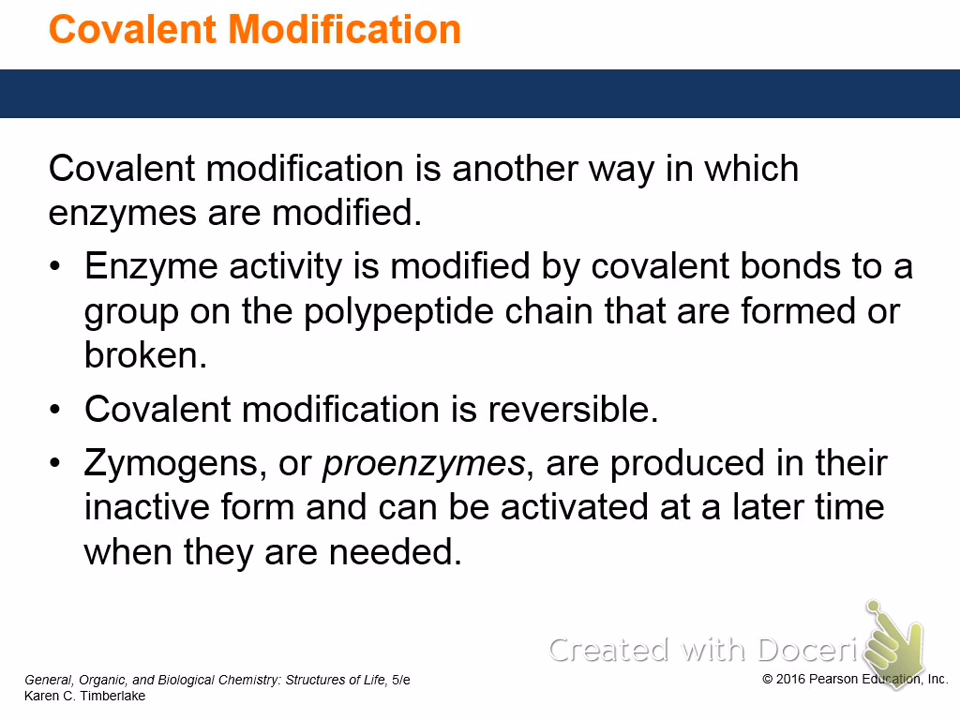 Covalent Modification
Covalent modification is another way in which
enzymes are modified.
• Enzyme activity is modified by covalent bonds to a
group on the polypeptide chain that are formed or
broken.
• Covalent modification is reversible.
• Zymogens, or proenzymes, are produced in their
inactive form and can be activated at a later time
when they are needed.
Created with Doceri
General, Organic, and Biological Chemistry: Structures of Life, 5/e
Karen C. Timberlake
© 2016 Pearson Education, Inc.